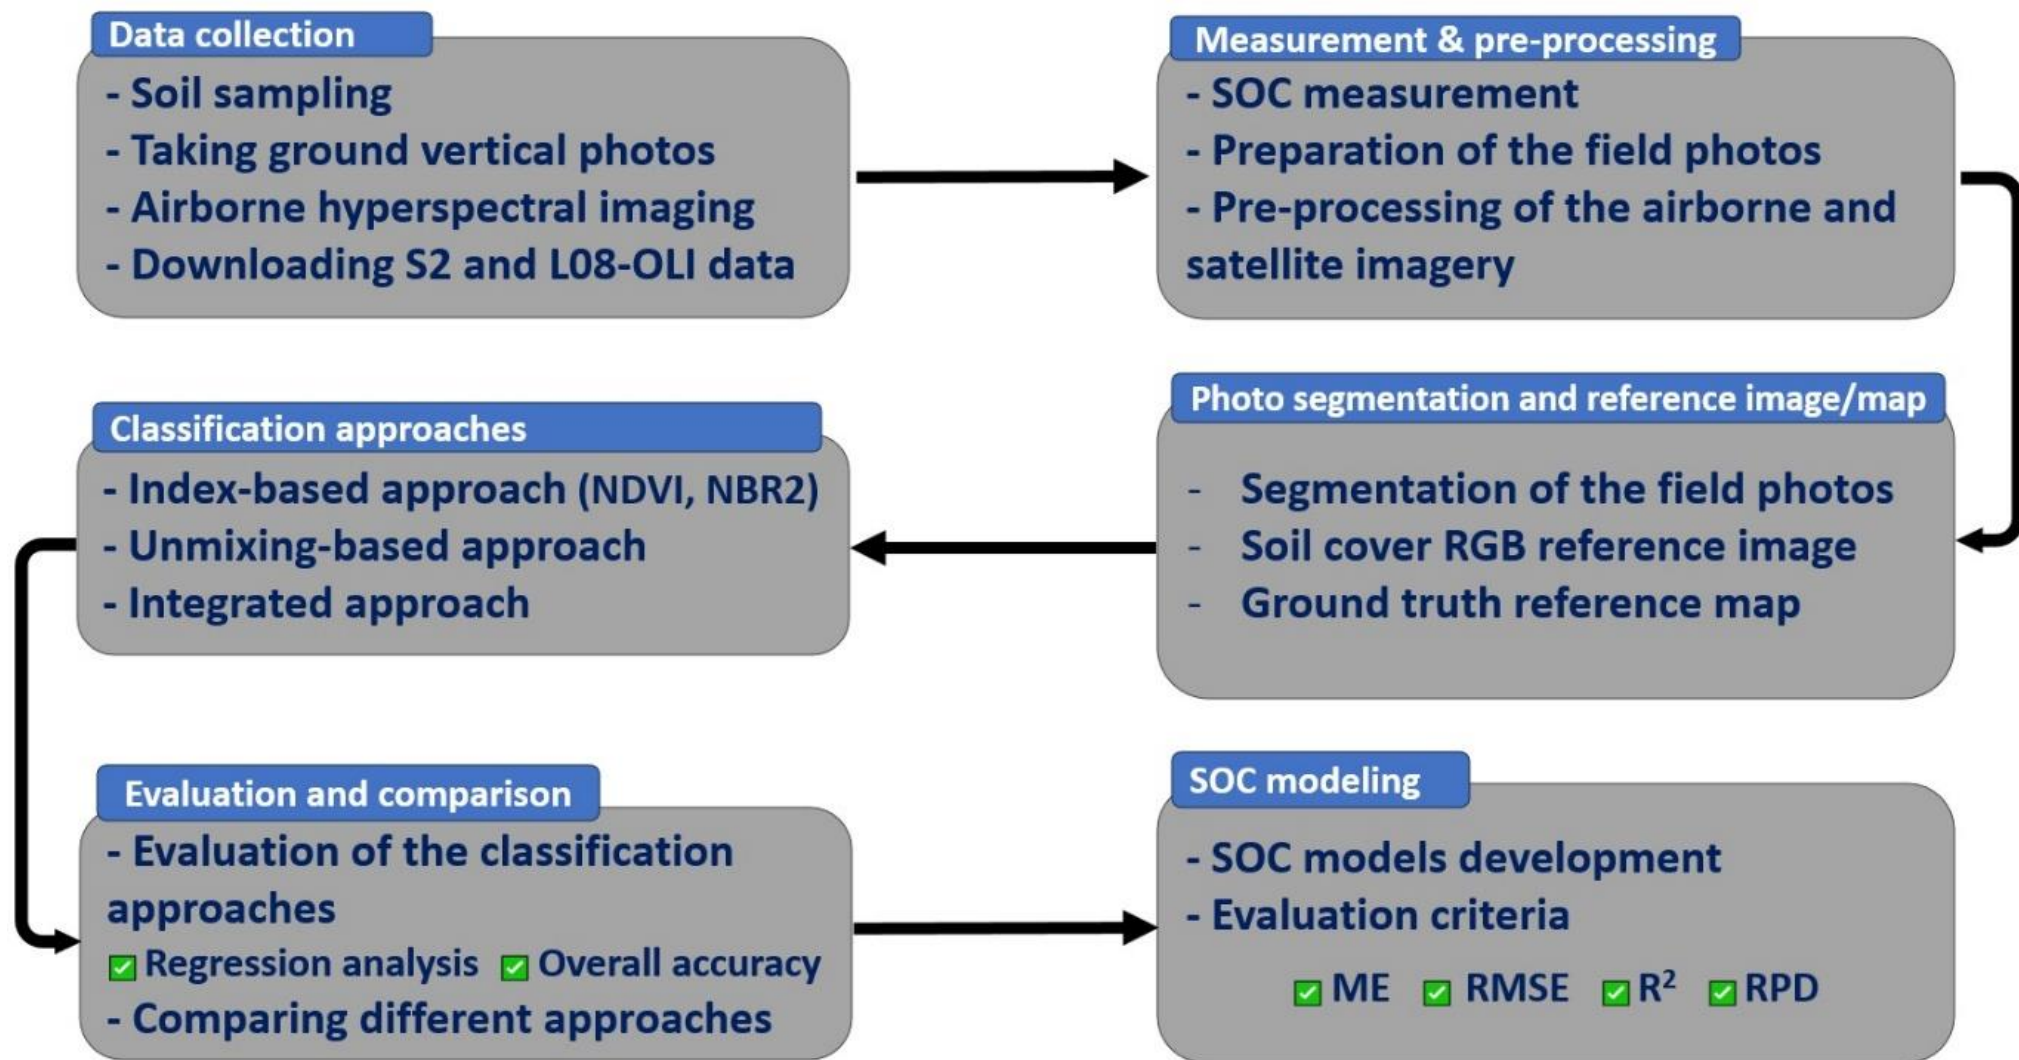 Data collection
- Soil sampling
- Taking ground vertical photos
- Airborne hyperspectral imaging
- Downloading S2 and L08-OLI data
Measurement & pre-processing
- SOC measurement
- Preparation of the field photos
- Pre-processing of the airborne and
satellite imagery
Photo segmentation and reference image/map
- Segmentation of the field photos
- Soil cover RGB reference image
- Ground truth reference map
Classification approaches
- Index-based approach (NDVI, NBR2)
- Unmixing-based approach
- Integrated approach
Evaluation and comparison
- Evaluation of the classification
approaches
✅ Regression analysis ✅ Overall accuracy
- Comparing different approaches
SOC modeling
- SOC models development
- Evaluation criteria
✅ ME ✅ RMSE ✅ R² ✅ RPD